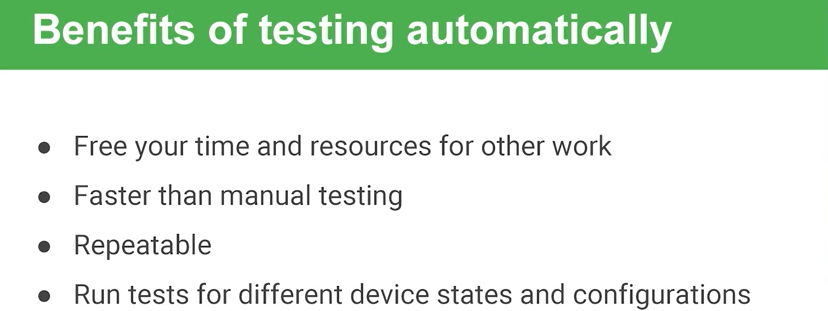 Benefits of testing automatically
● Free your time and resources for other work
● Faster than manual testing
● Repeatable
● Run tests for different device states and configurations